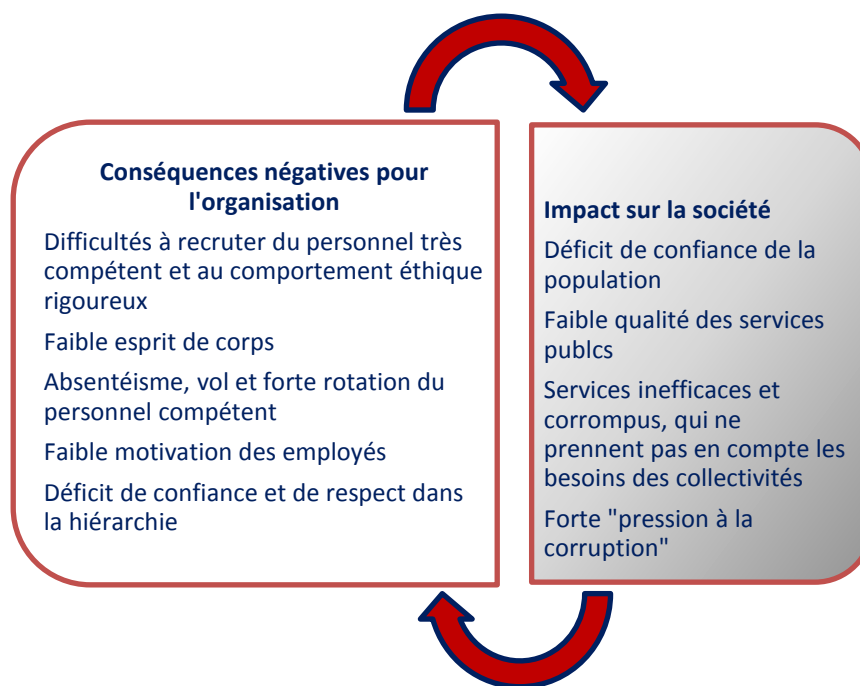 Conséquences négatives pour
l'organisation
Difficultés à recruter du personnel très
compétent et au comportement éthique
rigoureux
Faible esprit de corps
Absentéisme, vol et forte rotation du
personnel compétent
Faible motivation des employés
Déficit de confiance et de respect dans
la hiérarchie
Impact sur la société
Déficit de confiance de la
population
Faible qualité des services
publcs
Services inefficaces et
corrompus, qui ne
prennent pas en compte les
besoins des collectivités
Forte "pression à la
corruption"